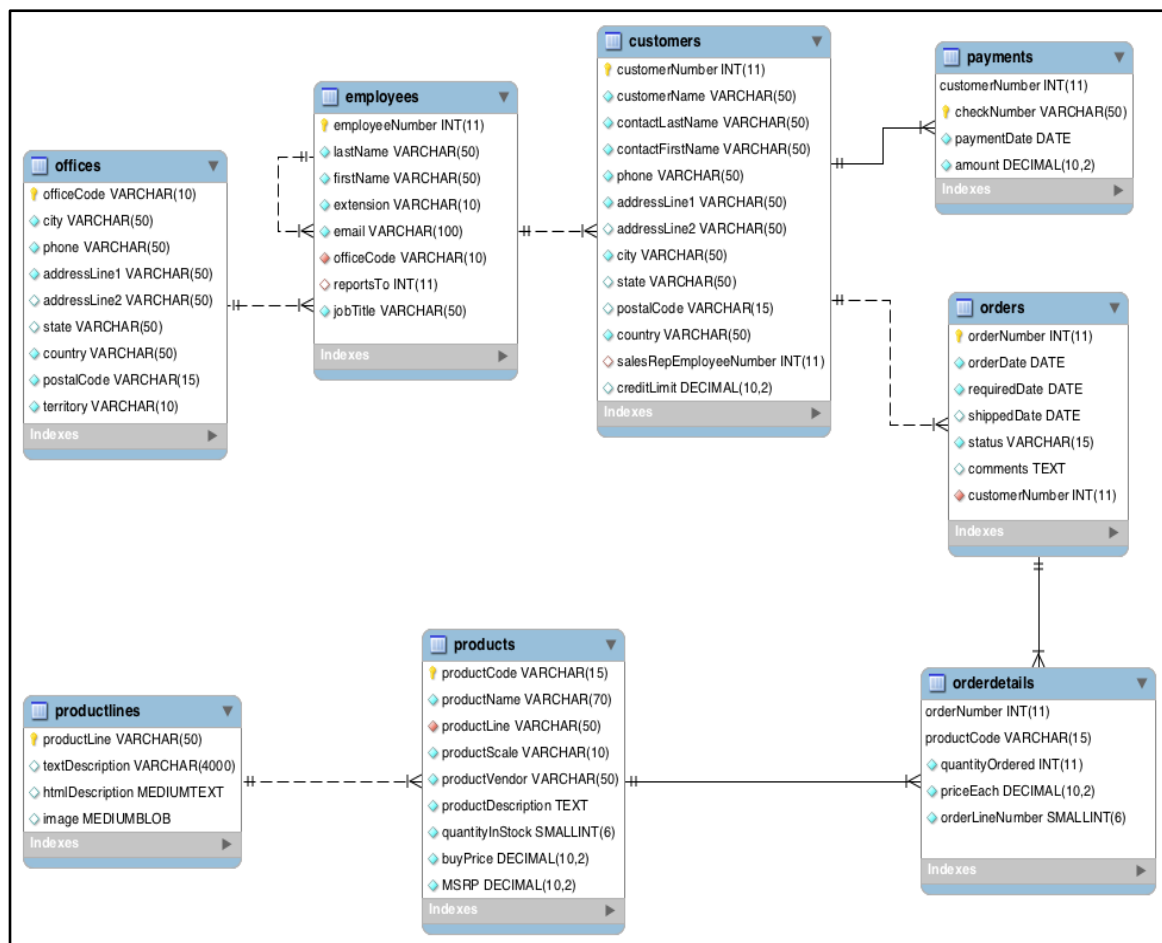 offices
officeCode VARCHAR(10)
city VARCHAR(50)
phone VARCHAR(50)
addressLine1 VARCHAR(50)
addressLine2 VARCHAR(50)
state VARCHAR(50)
country VARCHAR(50)
postalCode VARCHAR(15)
territory VARCHAR(10)
Indexes
employees
employeeNumber INT(11)
lastName VARCHAR(50)
firstName VARCHAR(50)
extension VARCHAR(10)
email VARCHAR(100)
officeCode VARCHAR(10)
reportsTo INT(11)
jobTitle VARCHAR(50)
Indexes
customers
customerNumber INT(11)
customerName VARCHAR(50)
contactLastName VARCHAR(50)
contactFirstName VARCHAR(50)
phone VARCHAR(50)
addressLine1 VARCHAR(50)
addressLine2 VARCHAR(50)
city VARCHAR(50)
state VARCHAR(50)
postalCode VARCHAR(15)
country VARCHAR(50)
salesRepEmployeeNumber INT(11)
creditLimit DECIMAL(10,2)
Indexes
payments
customerNumber INT(11)
checkNumber VARCHAR(50)
paymentDate DATE
amount DECIMAL(10,2)
Indexes
orders
orderNumber INT(11)
orderDate DATE
requiredDate DATE
shippedDate DATE
status VARCHAR(15)
comments TEXT
customerNumber INT(11)
Indexes
productlines
productLine VARCHAR(50)
textDescription VARCHAR(4000)
htmlDescription MEDIUMTEXT
image MEDIUMBLOB
Indexes
products
productCode VARCHAR(15)
productName VARCHAR(70)
productLine VARCHAR(50)
productScale VARCHAR(10)
productVendor VARCHAR(50)
productDescription TEXT
quantityInStock SMALLINT(6)
buyPrice DECIMAL(10,2)
MSRP DECIMAL(10,2)
Indexes
orderdetails
orderNumber INT(11)
productCode VARCHAR(15)
quantityOrdered INT(11)
priceEach DECIMAL(10,2)
orderLineNumber SMALLINT(6)
Indexes